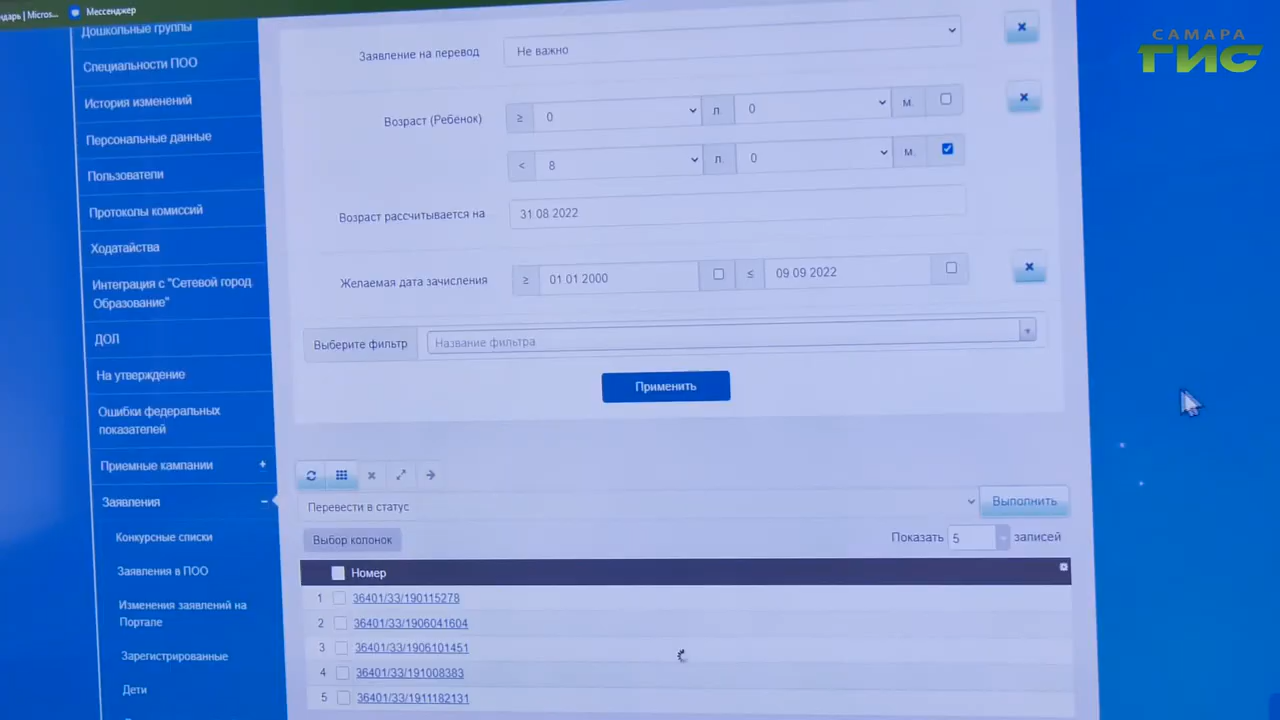 ндарь | Micros...
Мессенджер
САМАРА
ГИС
Дошкольные группы
Специальности ПОО
История изменений
Персональные данные
Пользователи
Протоколы комиссий
Ходатайства
Интеграция с "Сетевой город
Образование"
ДОЛ
На утверждение
Ошибки федеральных
показателей
Приемные кампании +
Заявления −
Конкурсные списки
Заявления в ПОО
Изменения заявлений на
Портале
Зарегистрированные
Дети
Заявление на перевод Не важно
Возраст (Ребёнок) ≥ 0 л. 0 м.
< 8 л. 0 м.
Возраст рассчитывается на 31.08.2022
Желаемая дата зачисления ≥ 01.01.2000 ≤ 09.09.2022
Выберите фильтр Название фильтра
Применить
Перевести в статус Выполнить
Выбор колонок Показать 5 записей
Номер
1 36401/33/190115278
2 36401/33/1906041604
3 36401/33/1906101451
4 36401/33/191008383
5 36401/33/1911182131